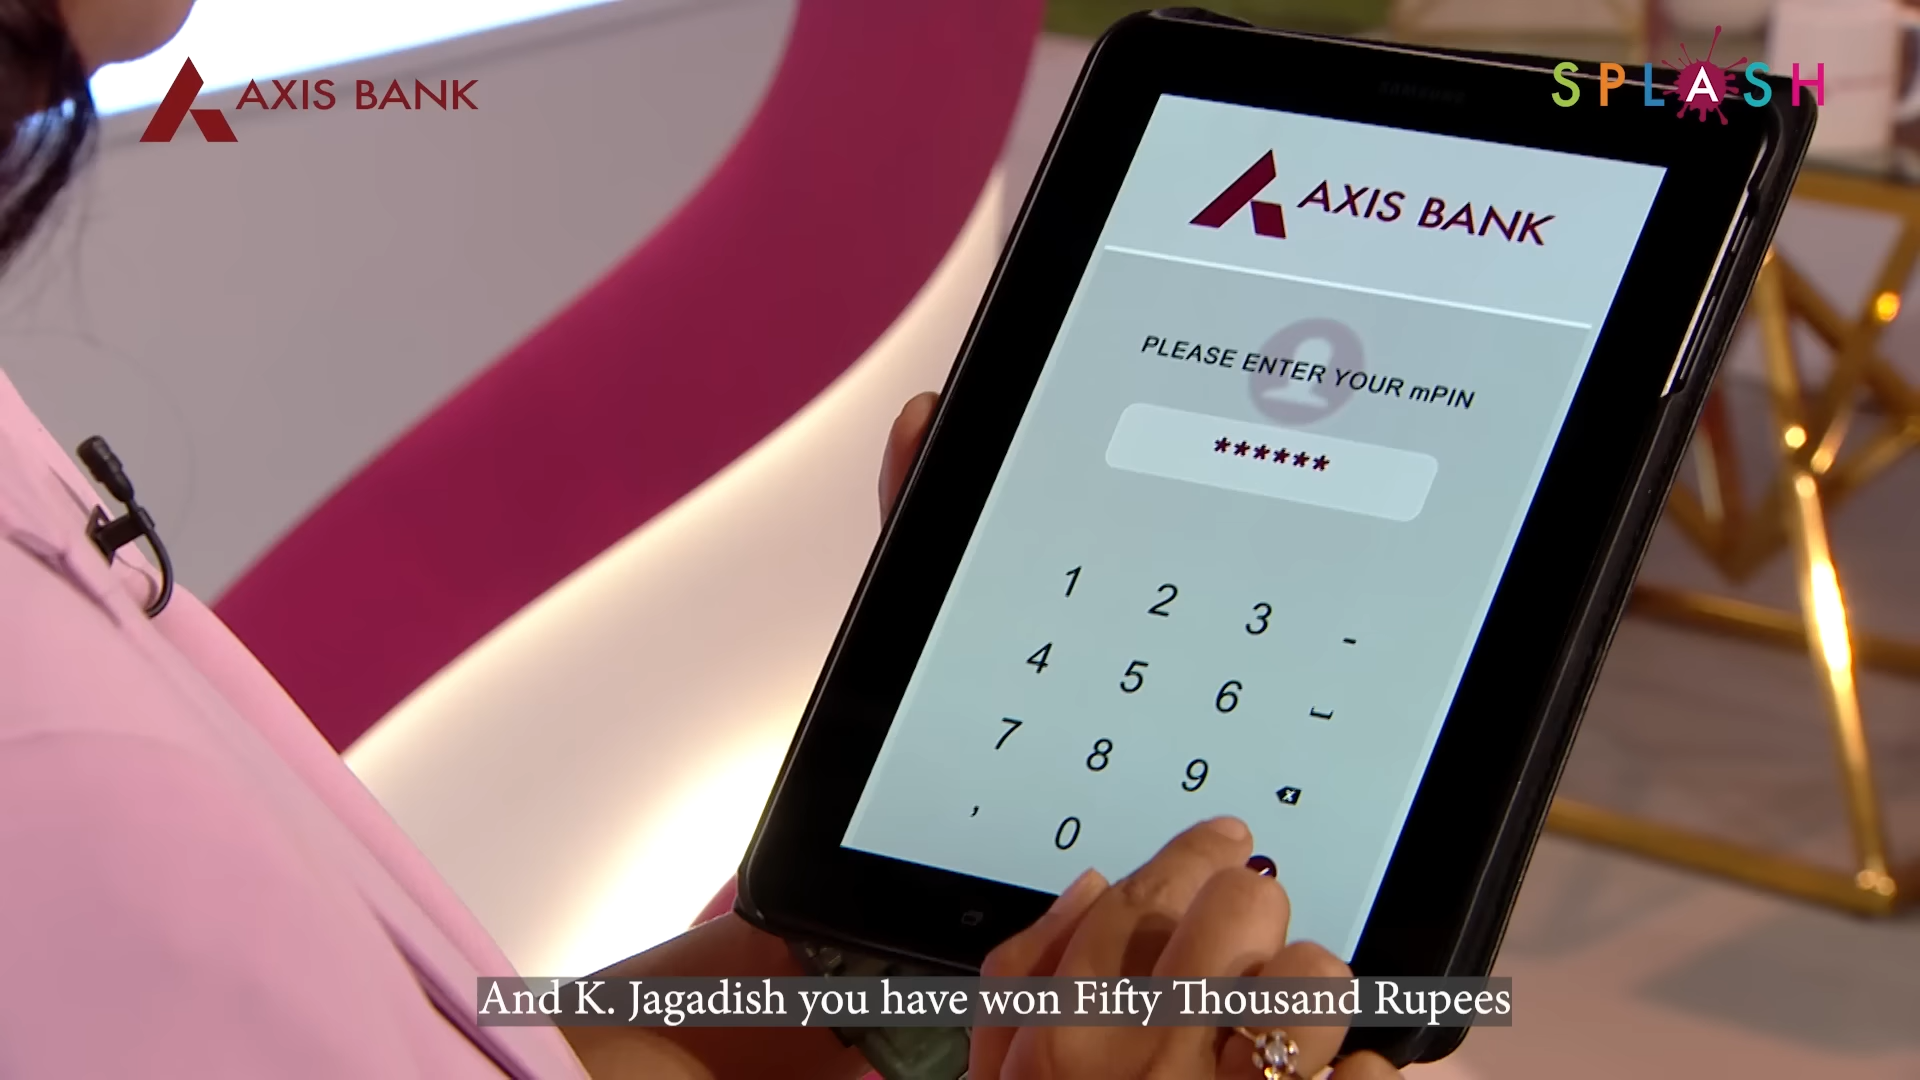 AXIS BANK
SPLASH
SAMSUNG
AXIS BANK
PLEASE ENTER YOUR mPIN
******
1 2 3 -
4 5 6
7 8 9
, 0
And K. Jagadish you have won Fifty Thousand Rupees